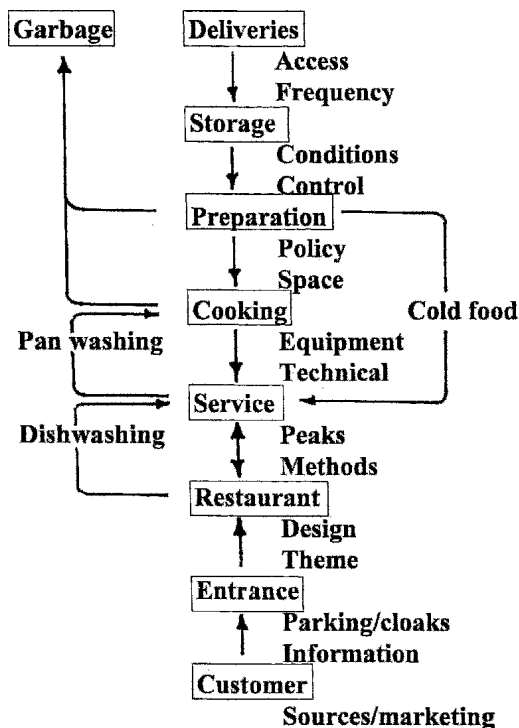 Garbage
Deliveries
Access
Frequency
Storage
Conditions
Control
Preparation
Policy
Space
Cooking
Cold food
Pan washing
Equipment
Technical
Service
Dishwashing
Peaks
Methods
Restaurant
Design
Theme
Entrance
Parking/cloaks
Information
Customer
Sources/marketing